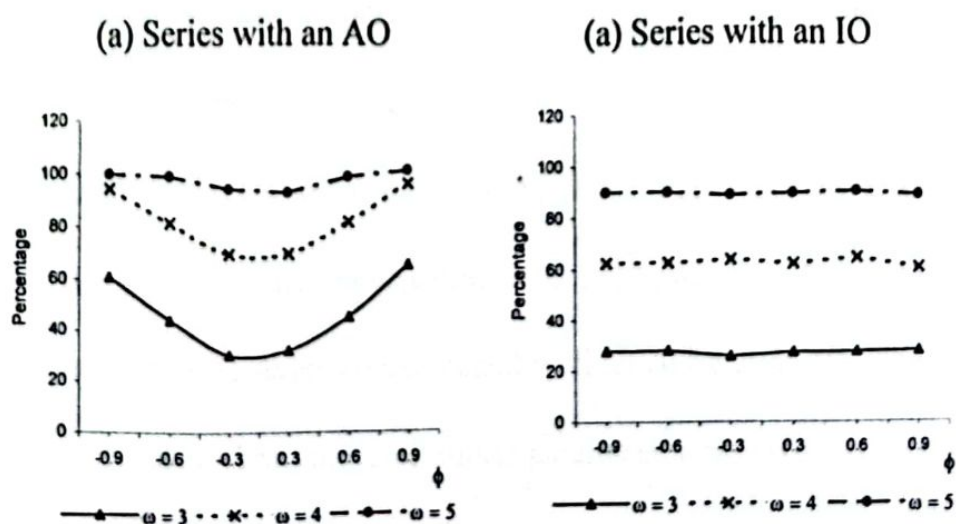 (a) Series with an AO
120
100
80
60
40
20
0
Percentage
-0.9 -0.6 -0.3 0.3 0.6 0.9
ϕ
ω = 3 ω = 4 ω = 5
(a) Series with an IO
120
100
80
60
40
20
0
Percentage
-0.9 -0.6 -0.3 0.3 0.6 0.9
ϕ
ω = 3 ω = 4 ω = 5